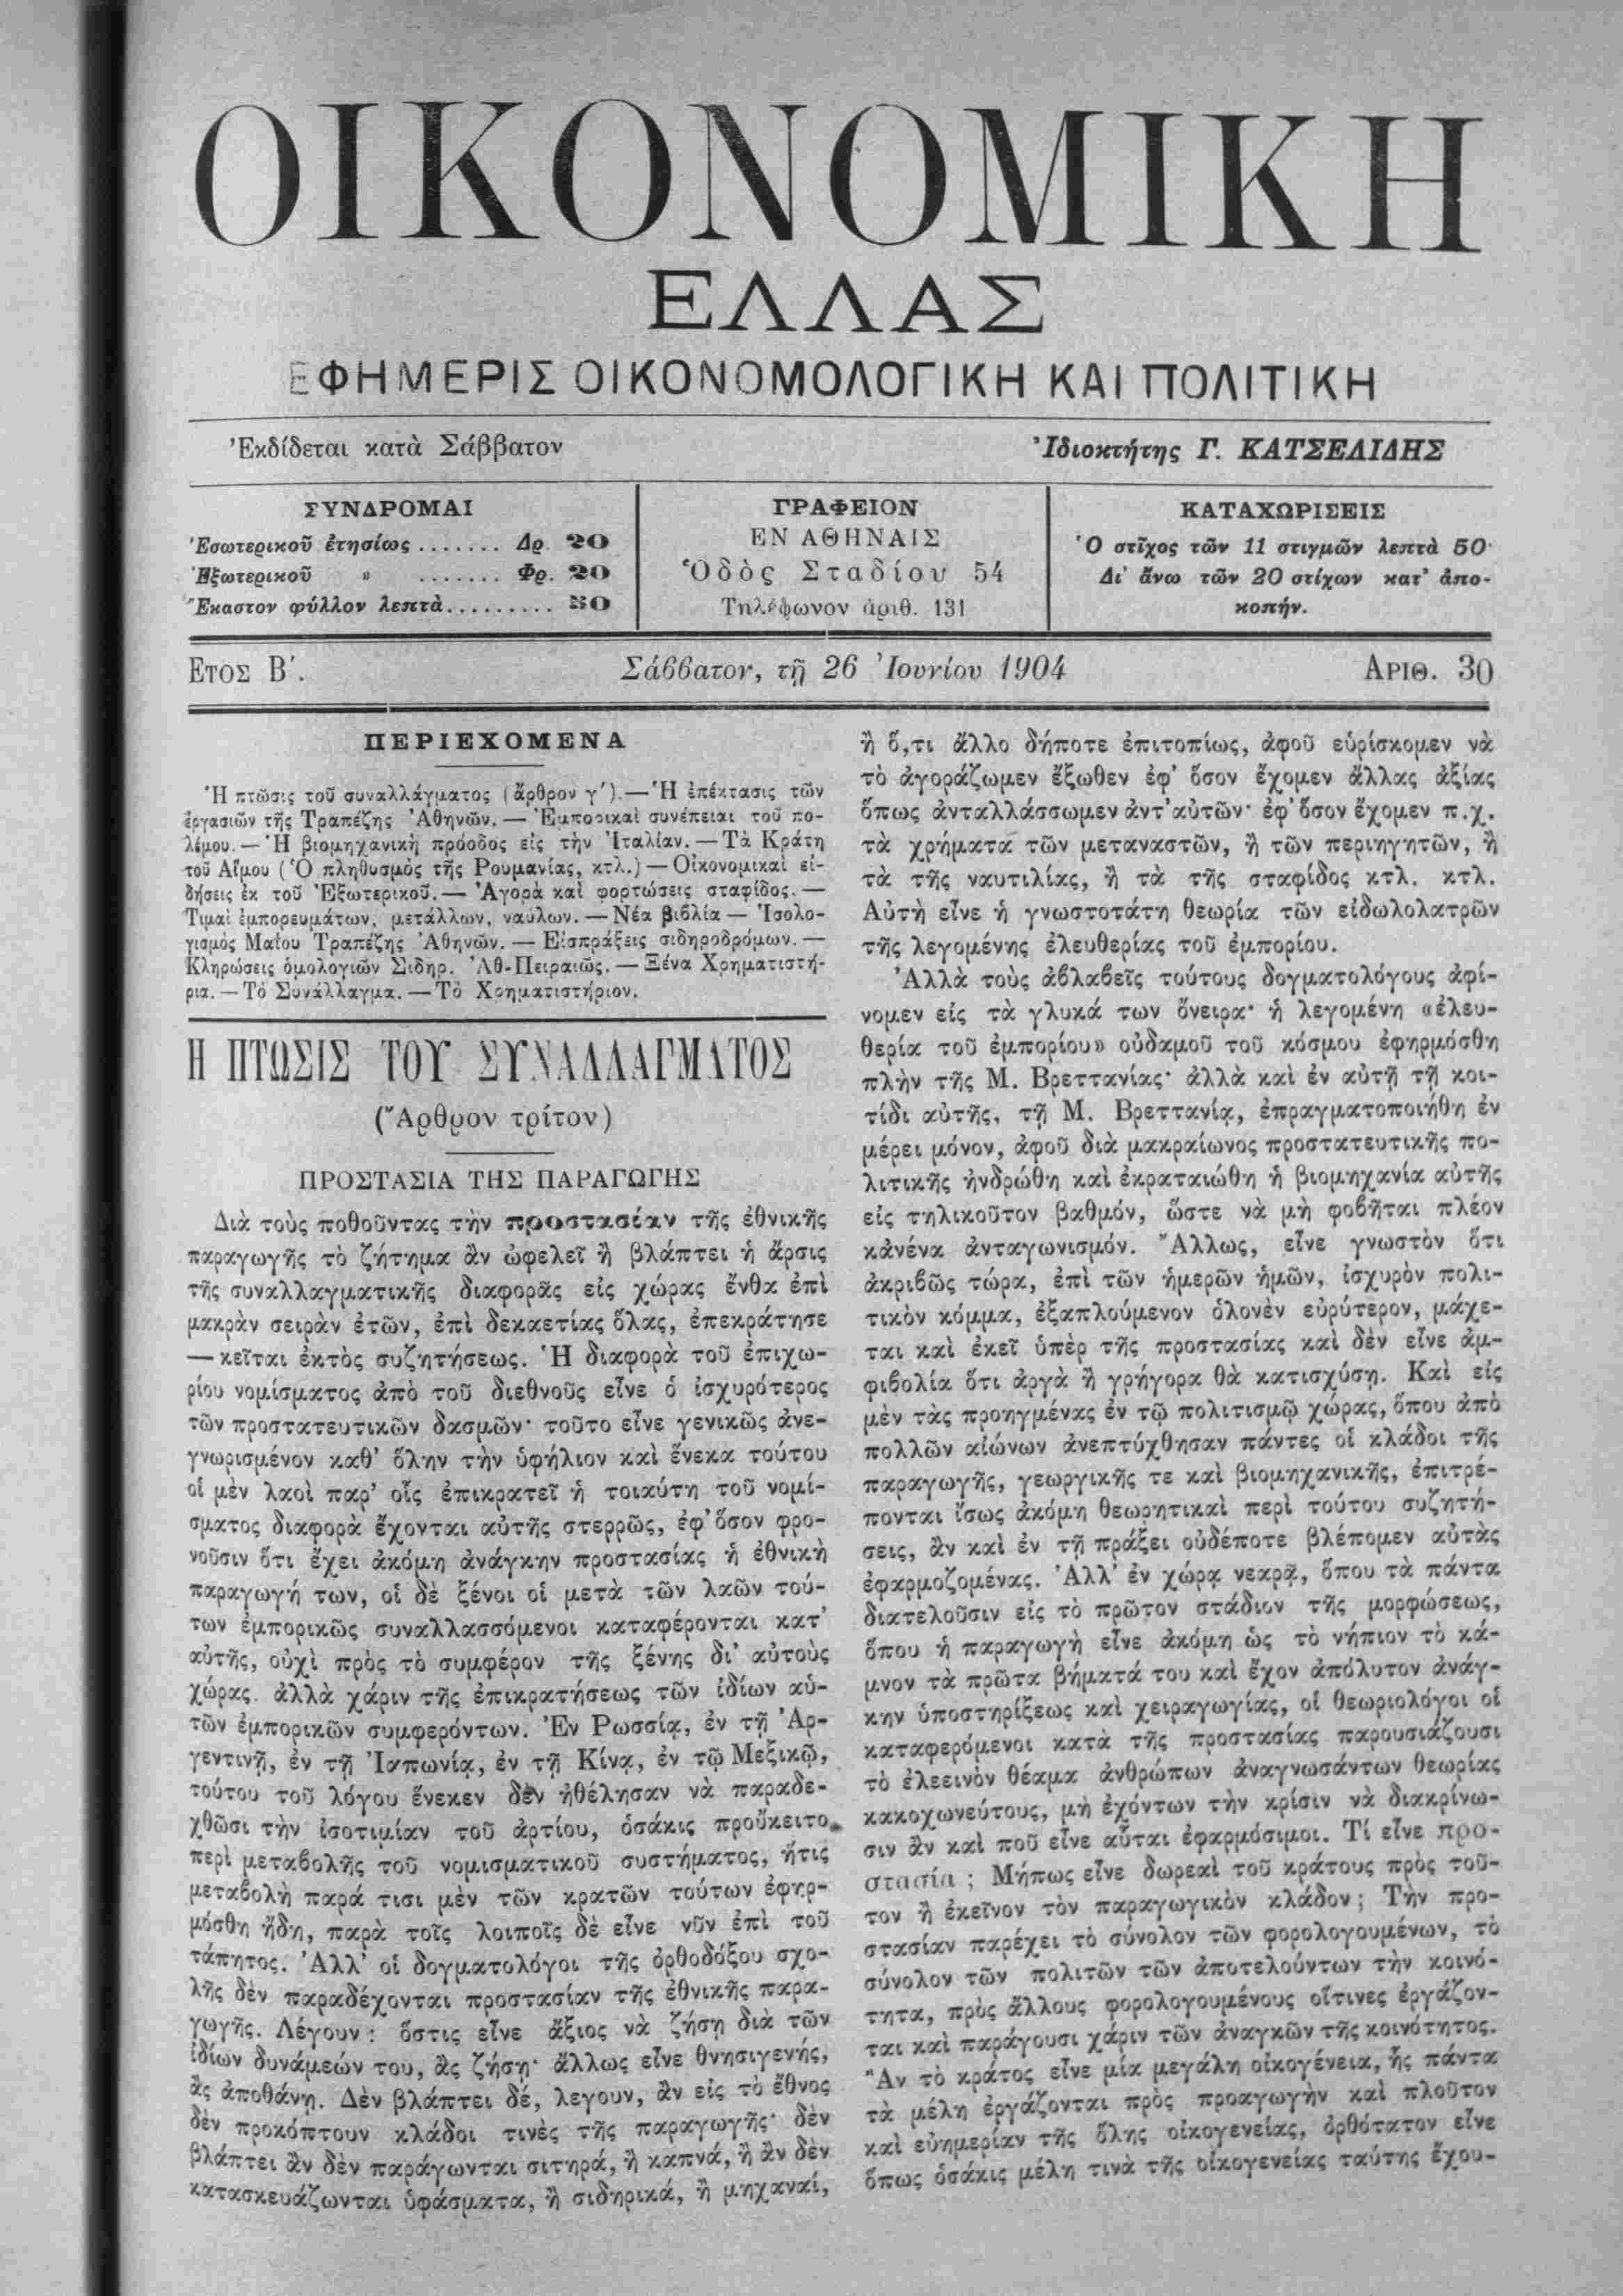 ΟΙΚΟΝΟΜΙΚΗ
ΕΛΛΑΣ
ΕΦΗΜΕΡΙΣ ΟΙΚΟΝΟΜΟΛΟΓΙΚΗ ΚΑΙ ΠΟΛΙΤΙΚΗ
Ἐκδίδεται κατὰ Σάββατον
Ἰδιοκτήτης Γ. ΚΑΤΣΕΛΙΔΗΣ
ΣΥΝΔΡΟΜΑΙ
Ἐσωτερικοῦ ἐτησίως ....... Δρ. 20
Ἐξωτερικοῦ » ....... Φρ. 20
Ἕκαστον φύλλον λεπτὰ.......... 50
ΓΡΑΦΕΙΟΝ
ΕΝ ΑΘΗΝΑΙΣ
Ὁδὸς Σταδίου 54
Τηλέφωνον ἀριθ. 131
ΚΑΤΑΧΩΡΙΣΕΙΣ
Ὁ στῖχος τῶν 11 στιγμῶν λεπτὰ 50·
Δι' ἄνω τῶν 20 στίχων κατ' ἀπο-
κοπήν.
ΕΤΟΣ Β΄.
Σάββατον, τῇ 26 Ἰουνίου 1904
ΑΡΙΘ. 30
ΠΕΡΙΕΧΟΜΕΝΑ
Ἡ πτῶσις τοῦ συναλλάγματος (ἄρθρον γ΄).—Ἡ ἐπέκτασις τῶν
ἐργασιῶν τῆς Τραπέζης Ἀθηνῶν.— Ἐμπορικαὶ συνέπειαι τοῦ πο-
λέμου.— Ἡ βιομηχανικὴ πρόοδος εἰς τὴν Ἰταλίαν.— Τὰ Κράτη
τοῦ Αἵμου (Ὁ πληθυσμὸς τῆς Ρουμανίας, κτλ.)— Οἰκονομικαὶ εἰ-
δήσεις ἐκ τοῦ Ἐξωτερικοῦ.— Ἀγορὰ καὶ φορτώσεις σταφίδος.—
Τιμαὶ ἐμπορευμάτων, μετάλλων, ναύλων.—Νέα βιβλία— Ἰσολο-
γισμὸς Μαΐου Τραπέζης Ἀθηνῶν.— Εἰσπράξεις σιδηροδρόμων.—
Κληρώσεις ὁμολογιῶν Σιδηρ. Ἀθ-Πειραιῶς.— Ξένα Χρηματιστή-
ρια.—Τὸ Συνάλλαγμα.—Τὸ Χρηματιστήριον.
Η ΠΤΩΣΙΣ ΤΟΥ ΣΥΝΑΛΛΑΓΜΑΤΟΣ
(Ἄρθρον τρίτον)
ΠΡΟΣΤΑΣΙΑ ΤΗΣ ΠΑΡΑΓΩΓΗΣ
Διὰ τοὺς ποθοῦντας τὴν προστασίαν τῆς ἐθνικῆς
παραγωγῆς τὸ ζήτημα ἂν ὠφελεῖ ἢ βλάπτει ἡ ἄρσις
τῆς συναλλαγματικῆς διαφορᾶς εἰς χώρας ἔνθα ἐπὶ
μακρὰν σειρὰν ἐτῶν, ἐπὶ δεκαετίας ὅλας, ἐπεκράτησε
—κεῖται ἐκτὸς συζητήσεως. Ἡ διαφορὰ τοῦ ἐπιχω-
ρίου νομίσματος ἀπὸ τοῦ διεθνοῦς εἶνε ὁ ἰσχυρότερος
τῶν προστατευτικῶν δασμῶν· τοῦτο εἶνε γενικῶς ἀνε-
γνωρισμένον καθ' ὅλην τὴν ὑφήλιον καὶ ἕνεκα τούτου
οἱ μὲν λαοὶ παρ' οἷς ἐπικρατεῖ ἡ τοιαύτη τοῦ νομί-
σματος διαφορὰ ἔχονται αὐτῆς στερρῶς, ἐφ' ὅσον φρο-
νοῦσιν ὅτι ἔχει ἀκόμη ἀνάγκην προστασίας ἡ ἐθνικὴ
παραγωγή των, οἱ δὲ ξένοι οἱ μετὰ τῶν λαῶν τού-
των ἐμπορικῶς συναλλασσόμενοι καταφέρονται κατ'
αὐτῆς, οὐχὶ πρὸς τὸ συμφέρον τῆς ξένης δι' αὐτοὺς
χώρας, ἀλλὰ χάριν τῆς ἐπικρατήσεως τῶν ἰδίων αὑ-
τῶν ἐμπορικῶν συμφερόντων. Ἐν Ρωσσίᾳ, ἐν τῇ Ἀρ-
γεντινῇ, ἐν τῇ Ἰαπωνίᾳ, ἐν τῇ Κίνᾳ, ἐν τῷ Μεξικῷ,
τούτου τοῦ λόγου ἕνεκεν δὲν ἠθέλησαν νὰ παραδε-
χθῶσι τὴν ἰσοτιμίαν τοῦ ἀρτίου, ὁσάκις προὔκειτο
περὶ μεταβολῆς τοῦ νομισματικοῦ συστήματος, ἥτις
μεταβολὴ παρά τισι μὲν τῶν κρατῶν τούτων ἐφηρ-
μόσθη ἤδη, παρὰ τοῖς λοιποῖς δὲ εἶνε νῦν ἐπὶ τοῦ
τάπητος. Ἀλλ' οἱ δογματολόγοι τῆς ὀρθοδόξου σχο-
λῆς δὲν παραδέχονται προστασίαν τῆς ἐθνικῆς παρα-
γωγῆς. Λέγουν: ὅστις εἶνε ἄξιος νὰ ζήσῃ διὰ τῶν
ἰδίων δυνάμεών του, ἂς ζήσῃ· ἄλλως εἶνε θνησιγενής,
ἂς ἀποθάνῃ. Δὲν βλάπτει δέ, λεγουν, ἂν εἰς τὸ ἔθνος
δὲν προκόπτουν κλάδοι τινὲς τῆς παραγωγῆς· δὲν
βλάπτει ἂν δὲν παράγωνται σιτηρά, ἢ καπνά, ἢ ἂν δὲν
κατασκευάζωνται ὑφάσματα, ἢ σιδηρικά, ἢ μηχαναί,
ἢ ὅ,τι ἄλλο δήποτε ἐπιτοπίως, ἀφοῦ εὑρίσκομεν νὰ
τὸ ἀγοράζωμεν ἔξωθεν ἐφ' ὅσον ἔχομεν ἄλλας ἀξίας
ὅπως ἀνταλλάσσωμεν ἀντ' αὐτῶν· ἐφ' ὅσον ἔχομεν π.χ.
τὰ χρήματα τῶν μεταναστῶν, ἢ τῶν περιηγητῶν, ἢ
τὰ τῆς ναυτιλίας, ἢ τὰ τῆς σταφίδος κτλ. κτλ.
Αὐτὴ εἶνε ἡ γνωστοτάτη θεωρία τῶν εἰδωλολατρῶν
τῆς λεγομένης ἐλευθερίας τοῦ ἐμπορίου.
Ἀλλὰ τοὺς ἀβλαβεῖς τούτους δογματολόγους ἀφί-
νομεν εἰς τὰ γλυκά των ὄνειρα· ἡ λεγομένη «ἐλευ-
θερία τοῦ ἐμπορίου» οὐδαμοῦ τοῦ κόσμου ἐφηρμόσθη
πλὴν τῆς Μ. Βρεττανίας· ἀλλὰ καὶ ἐν αὐτῇ τῇ κοι-
τίδι αὐτῆς, τῇ Μ. Βρεττανίᾳ, ἐπραγματοποιήθη ἐν
μέρει μόνον, ἀφοῦ διὰ μακραίωνος προστατευτικῆς πο-
λιτικῆς ἠνδρώθη καὶ ἐκραταιώθη ἡ βιομηχανία αὐτῆς
εἰς τηλικοῦτον βαθμόν, ὥστε νὰ μὴ φοβῆται πλέον
κἀνένα ἀνταγωνισμόν. Ἄλλως, εἶνε γνωστὸν ὅτι
ἀκριβῶς τώρα, ἐπὶ τῶν ἡμερῶν ἡμῶν, ἰσχυρὸν πολι-
τικὸν κόμμα, ἐξαπλούμενον ὁλονὲν εὐρύτερον, μάχε-
ται καὶ ἐκεῖ ὑπὲρ τῆς προστασίας καὶ δὲν εἶνε ἀμ-
φιβολία ὅτι ἀργὰ ἢ γρήγορα θὰ κατισχύσῃ. Καὶ εἰς
μὲν τὰς προηγμένας ἐν τῷ πολιτισμῷ χώρας, ὅπου ἀπὸ
πολλῶν αἰώνων ἀνεπτύχθησαν πάντες οἱ κλάδοι τῆς
παραγωγῆς, γεωργικῆς τε καὶ βιομηχανικῆς, ἐπιτρέ-
πονται ἴσως ἀκόμη θεωρητικαὶ περὶ τούτου συζητή-
σεις, ἂν καὶ ἐν τῇ πράξει οὐδέποτε βλέπομεν αὐτὰς
ἐφαρμοζομένας. Ἀλλ' ἐν χώρᾳ νεαρᾷ, ὅπου τὰ πάντα
διατελοῦσιν εἰς τὸ πρῶτον στάδιον τῆς μορφώσεως,
ὅπου ἡ παραγωγὴ εἶνε ἀκόμη ὡς τὸ νήπιον τὸ κά-
μνον τὰ πρῶτα βήματά του καὶ ἔχον ἀπόλυτον ἀνάγ-
κην ὑποστηρίξεως καὶ χειραγωγίας, οἱ θεωριολόγοι οἱ
καταφερόμενοι κατὰ τῆς προστασίας παρουσιάζουσι
τὸ ἐλεεινὸν θέαμα ἀνθρώπων ἀναγνωσάντων θεωρίας
κακοχωνεύτους, μὴ ἐχόντων τὴν κρίσιν νὰ διακρίνω-
σιν ἂν καὶ ποῦ εἶνε αὗται ἐφαρμόσιμοι. Τί εἶνε προ-
στασία ; Μήπως εἶνε δωρεαὶ τοῦ κράτους πρὸς τοῦ-
τον ἢ ἐκεῖνον τὸν παραγωγικὸν κλάδον; Τὴν προ-
στασίαν παρέχει τὸ σύνολον τῶν φορολογουμένων, τὸ
σύνολον τῶν πολιτῶν τῶν ἀποτελούντων τὴν κοινό-
τητα, πρὸς ἄλλους φορολογουμένους οἵτινες ἐργάζον-
ται καὶ παράγουσι χάριν τῶν ἀναγκῶν τῆς κοινότητος.
Ἂν τὸ κράτος εἶνε μία μεγάλη οἰκογένεια, ἧς πάντα
τὰ μέλη ἐργάζονται πρὸς προαγωγὴν καὶ πλοῦτον
καὶ εὐημερίαν τῆς ὅλης οἰκογενείας, ὀρθότατον εἶνε
ὅπως ὁσάκις μέλη τινὰ τῆς οἰκογενείας ταύτης ἔχου-